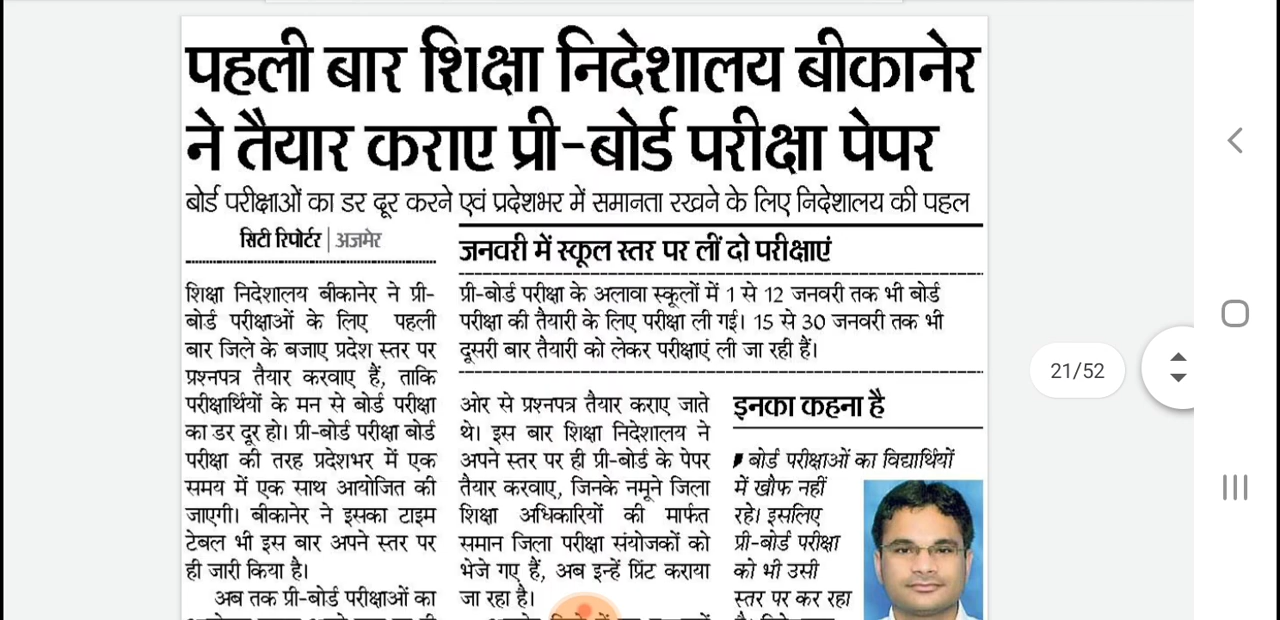 पहली बार शिक्षा निदेशालय बीकानेर
ने तैयार कराए प्री-बोर्ड परीक्षा पेपर
बोर्ड परीक्षाओं का डर दूर करने एवं प्रदेशभर में समानता रखने के लिए निदेशालय की पहल
सिटी रिपोर्टर | अजमेर
शिक्षा निदेशालय बीकानेर ने प्री-
बोर्ड परीक्षाओं के लिए पहली
बार जिले के बजाए प्रदेश स्तर पर
प्रश्नपत्र तैयार करवाए हैं, ताकि
परीक्षार्थियों के मन से बोर्ड परीक्षा
का डर दूर हो। प्री-बोर्ड परीक्षा बोर्ड
परीक्षा की तरह प्रदेशभर में एक
समय में एक साथ आयोजित की
जाएगी। बीकानेर ने इसका टाइम
टेबल भी इस बार अपने स्तर पर
ही जारी किया है।
अब तक प्री-बोर्ड परीक्षाओं का
जनवरी में स्कूल स्तर पर लीं दो परीक्षाएं
प्री-बोर्ड परीक्षा के अलावा स्कूलों में 1 से 12 जनवरी तक भी बोर्ड
परीक्षा की तैयारी के लिए परीक्षा ली गई। 15 से 30 जनवरी तक भी
दूसरी बार तैयारी को लेकर परीक्षाएं ली जा रही हैं।
ओर से प्रश्नपत्र तैयार कराए जाते
थे। इस बार शिक्षा निदेशालय ने
अपने स्तर पर ही प्री-बोर्ड के पेपर
तैयार करवाए, जिनके नमूने जिला
शिक्षा अधिकारियों की मार्फत
समान जिला परीक्षा संयोजकों को
भेजे गए हैं, अब इन्हें प्रिंट कराया
जा रहा है।
इनका कहना है
बोर्ड परीक्षाओं का विद्यार्थियों
में खौफ नहीं
रहे। इसलिए
प्री-बोर्ड परीक्षा
को भी उसी
स्तर पर कर रहा
21/52